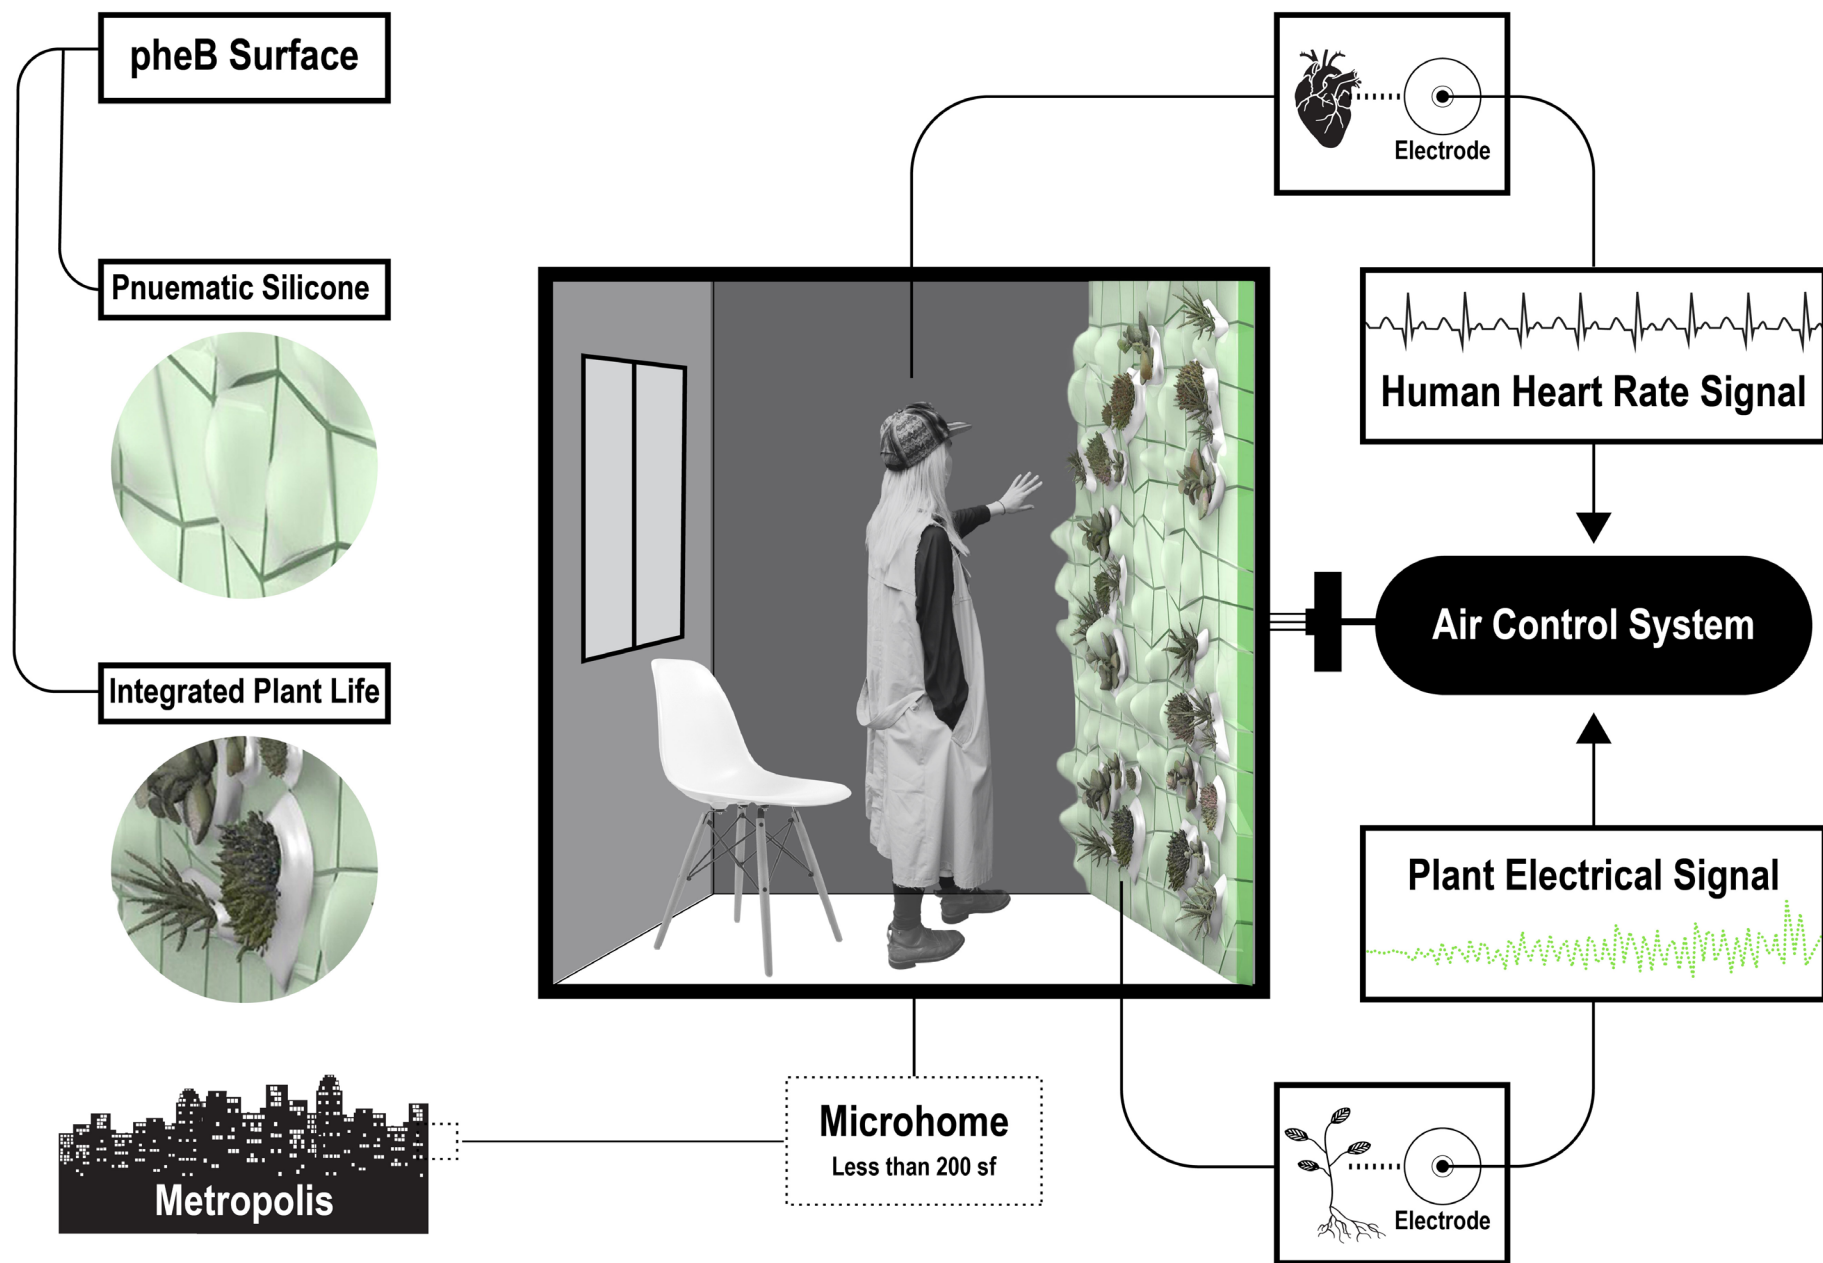 pheB Surface
Pnuematic Silicone
Integrated Plant Life
Metropolis
Microhome
Less than 200 sf
Electrode
Human Heart Rate Signal
Air Control System
Plant Electrical Signal
Electrode